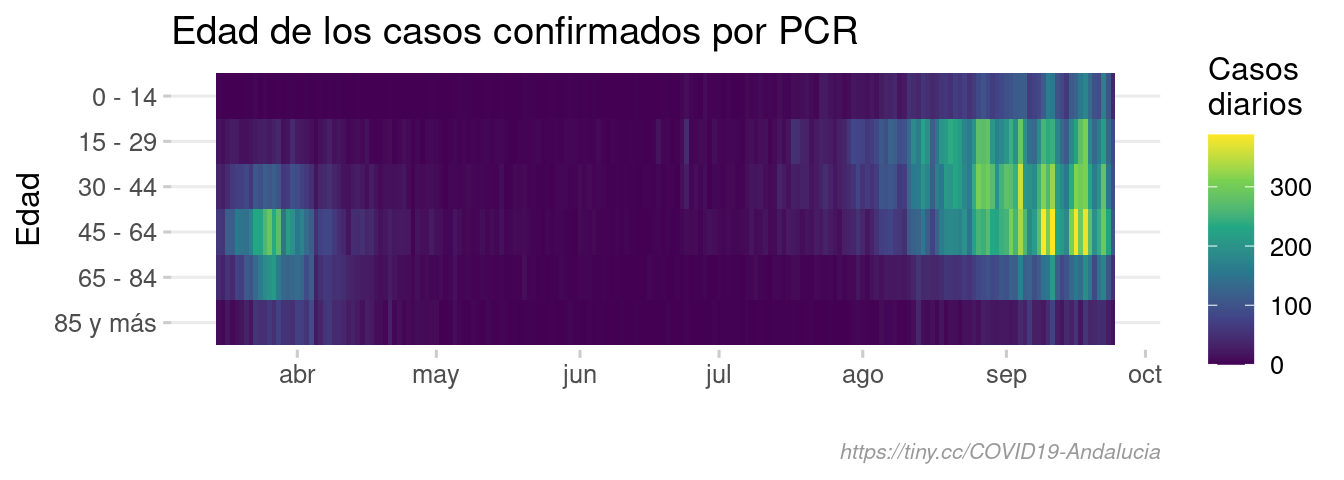 Edad de los casos confirmados por PCR
Casos
diarios
Edad
0 - 14
15 - 29
30 - 44
45 - 64
65 - 84
85 y más
300
200
100
0
abr
may
jun
jul
ago
sep
oct
https://tiny.cc/COVID19-Andalucia